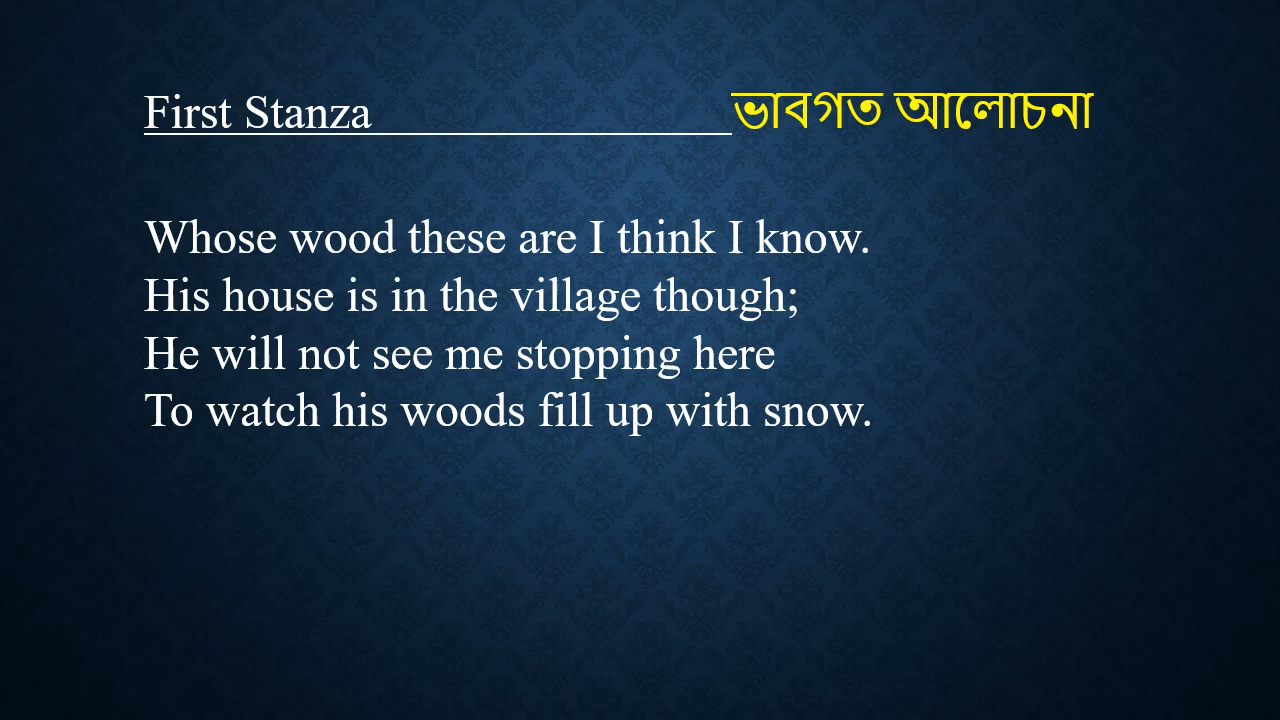 First Stanza ভাবগত আলোচনা
Whose wood these are I think I know.
His house is in the village though;
He will not see me stopping here
To watch his woods fill up with snow.